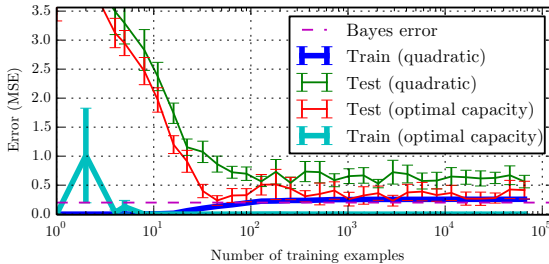 3.5
3.0
2.5
2.0
1.5
1.0
0.5
0.0
Error (MSE)
Bayes error
Train (quadratic)
Test (quadratic)
Test (optimal capacity)
Train (optimal capacity)
10^0 10^1 10^2 10^3 10^4 10^5
Number of training examples